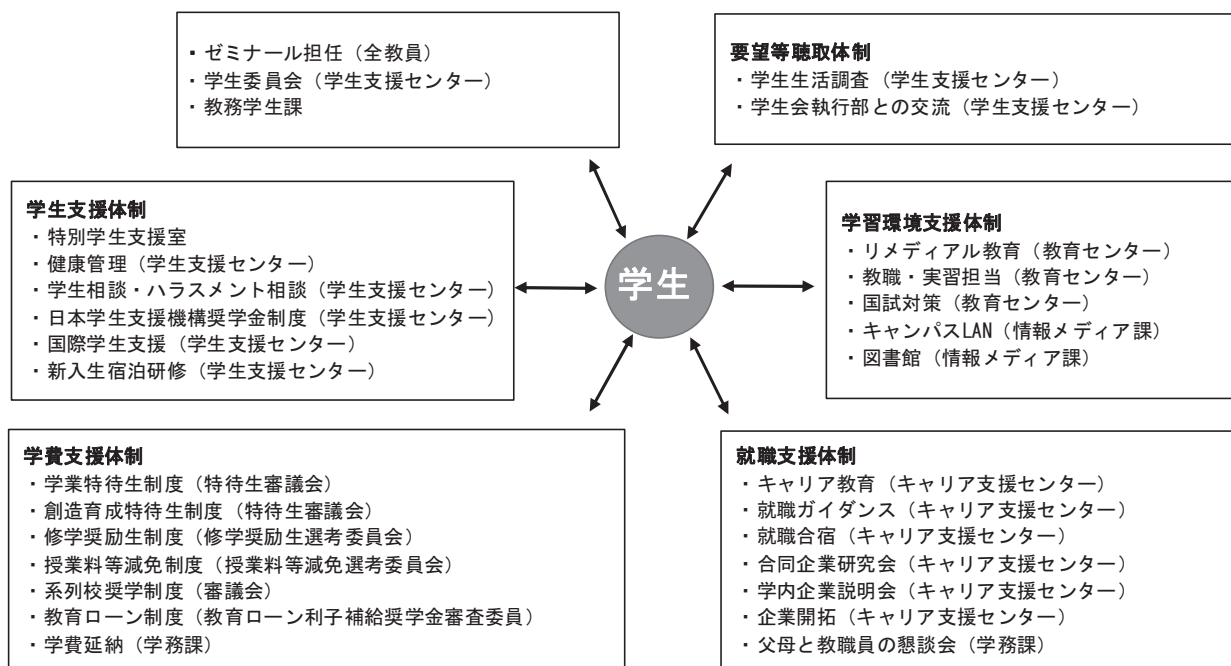 ・ゼミナール担任（全教員）
・学生委員会（学生支援センター）
・教務学生課
要望等聴取体制
・学生生活調査（学生支援センター）
・学生会執行部との交流（学生支援センター）
学生支援体制
・特別学生支援室
・健康管理（学生支援センター）
・学生相談・ハラスメント相談（学生支援センター）
・日本学生支援機構奨学金制度（学生支援センター）
・国際学生支援（学生支援センター）
・新入生宿泊研修（学生支援センター）
学生
学習環境支援体制
・リメディアル教育（教育センター）
・教職・実習担当（教育センター）
・国試対策（教育センター）
・キャンパスLAN（情報メディア課）
・図書館（情報メディア課）
学費支援体制
・学業特待生制度（特待生審議会）
・創造育成特待生制度（特待生審議会）
・修学奨励生制度（修学奨励生選考委員会）
・授業料等減免制度（授業料等減免選考委員会）
・系列校奨学制度（審議会）
・教育ローン制度（教育ローン利子補給奨学金審査委員）
・学費延納（学務課）
就職支援体制
・キャリア教育（キャリア支援センター）
・就職ガイダンス（キャリア支援センター）
・就職合宿（キャリア支援センター）
・合同企業研究会（キャリア支援センター）
・学内企業説明会（キャリア支援センター）
・企業開拓（キャリア支援センター）
・父母と教職員の懇談会（学務課）